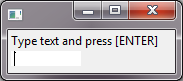 Type text and press [ENTER]